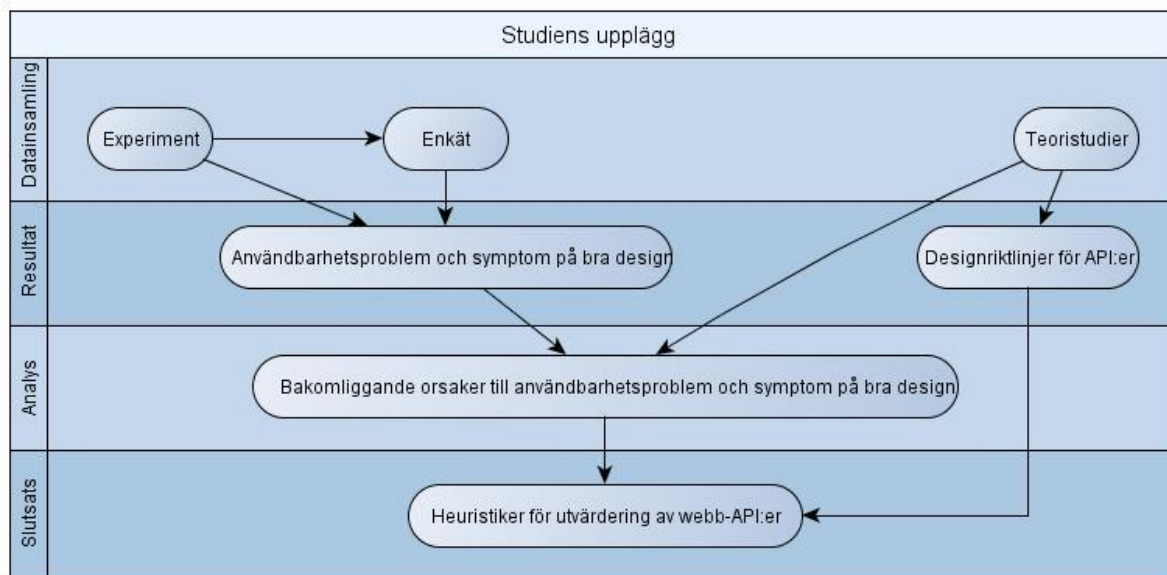 Studiens upplägg
Datainsamling
Experiment
Enkät
Teoristudier
Resultat
Användbarhetsproblem och symptom på bra design
Designriktlinjer för API:er
Analys
Bakomliggande orsaker till användbarhetsproblem och symptom på bra design
Slutsats
Heuristiker för utvärdering av webb-API:er